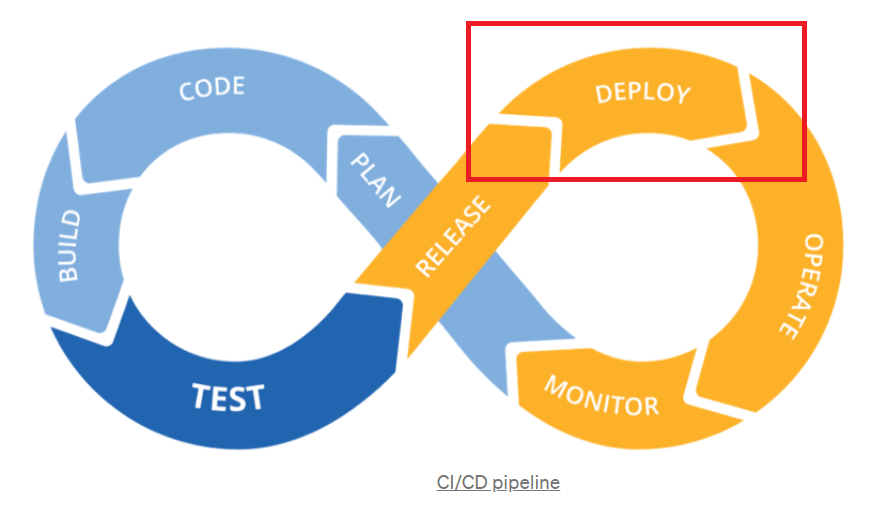 CODE
DEPLOY
PLAN
RELEASE
BUILD
OPERATE
TEST
MONITOR
CI/CD pipeline